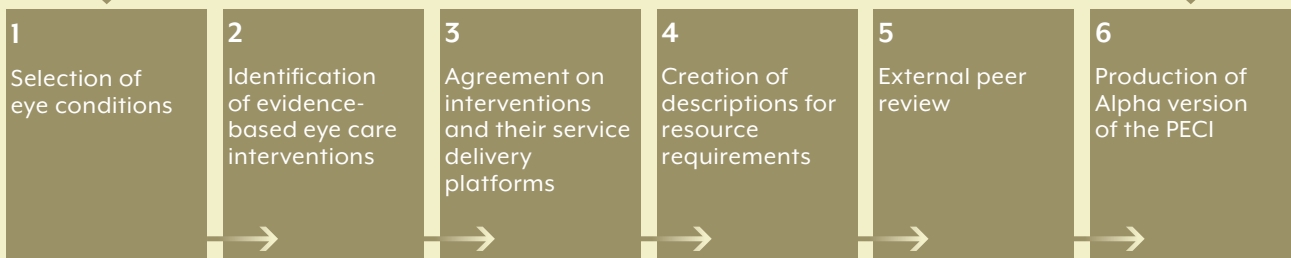 1
Selection of
eye conditions
2
Identification
of evidence-
based eye care
interventions
3
Agreement on
interventions
and their service
delivery
platforms
4
Creation of
descriptions for
resource
requirements
5
External peer
review
6
Production of
Alpha version
of the PECI